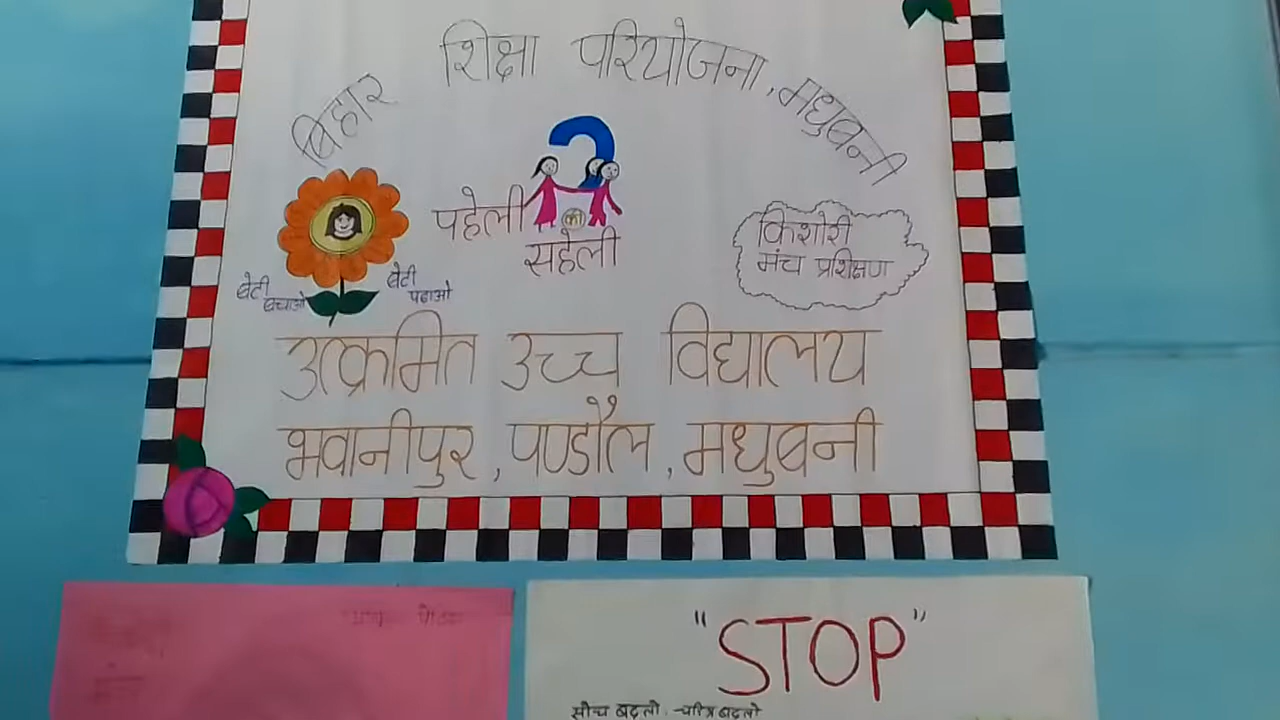 बिहार शिक्षा परियोजना, मधुबनी
पहेली की
सहेली
किशोरी
मंच प्रशिक्षण
बेटी
बचाओ
बेटी
पढाओ
उत्क्रमित उच्च विद्यालय
भवानीपुर, पण्डौल, मधुबनी
"STOP"
सोच बदलो, चरित्र बदलो